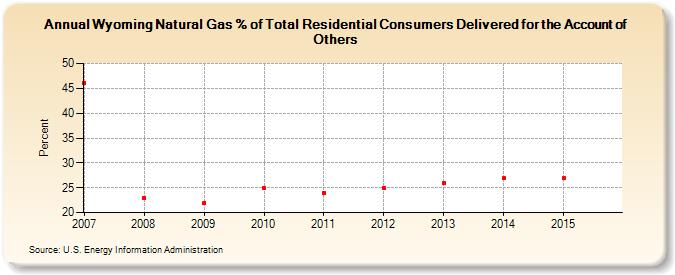 Annual Wyoming Natural Gas % of Total Residential Consumers Delivered for the Account of
Others
Percent
50
45
40
35
30
25
20
2007 2008 2009 2010 2011 2012 2013 2014 2015
Source: U.S. Energy Information Administration